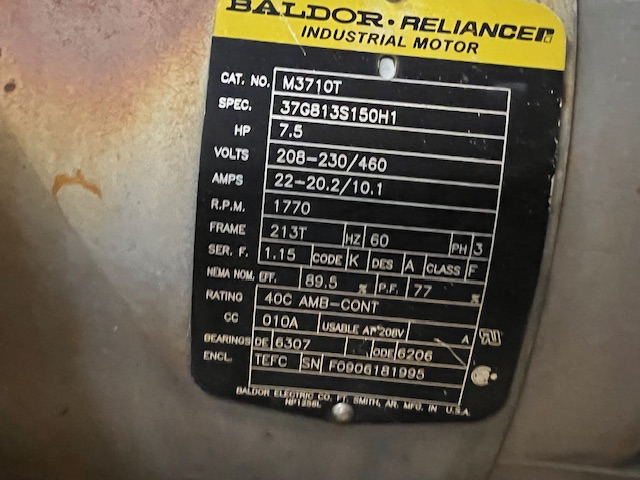 BALDOR · RELIANCE
INDUSTRIAL MOTOR
CAT. NO. M3710T
SPEC. 37G813S150H1
HP 7.5
VOLTS 208-230/460
AMPS 22-20.2/10.1
R.P.M. 1770
FRAME 213T HZ 60 PH 3
SER. F. 1.15 CODE K DES A CLASS F
NEMA NOM. EFF. 89.5 % P.F. 77 %
RATING 40C AMB-CONT
CC 010A USABLE AT 208V A
BEARINGS DE 6307 ODE 6206
ENCL. TEFC SN F0906181995
BALDOR ELECTRIC CO. FT. SMITH, AR. MFG. IN U.S.A.